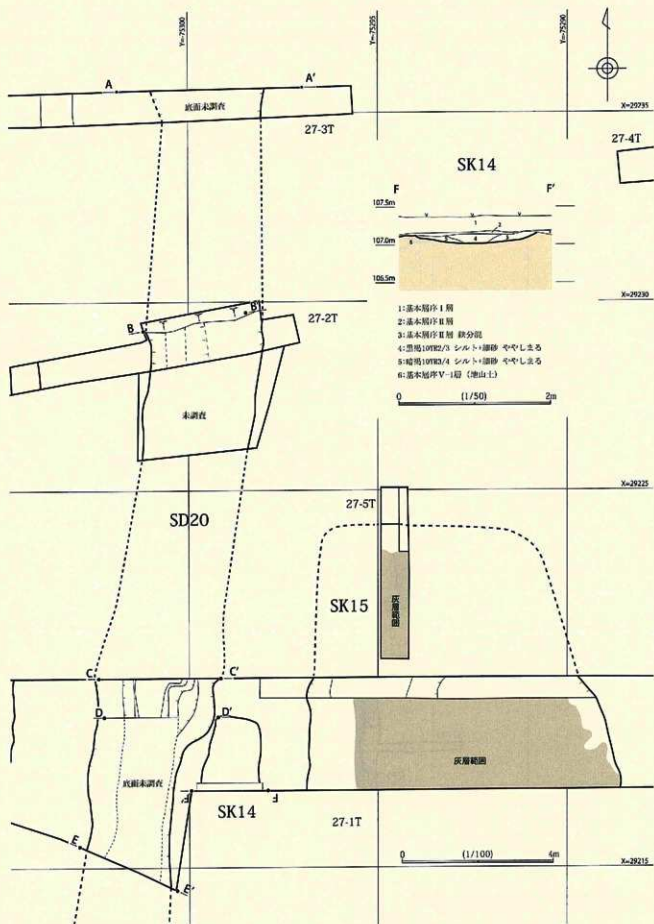 Y=-75300
Y=-75295
Y=-75290
A
A'
底面未調査
X=29235
27-3T
27-4T
SK14
F
F'
107.5m
107.0m
106.5m
1
2
3
4
5
6
X=29230
B
B'
27-2T
1:基本層序Ⅰ層
2:基本層序Ⅱ層
3:基本層序Ⅱ層 鉄分混
4:黒褐10YR2/3 シルト+細砂 ややしまる
5:暗褐10YR3/4 シルト+細砂 ややしまる
6:基本層序Ⅴ-1層 (地山土)
0
(1/50)
2m
未調査
X=29225
27-5T
SD20
SK15
灰層範囲
C
C'
D
D'
底面未調査
灰層範囲
F
F'
SK14
27-1T
E
E'
0
(1/100)
4m
X=29215